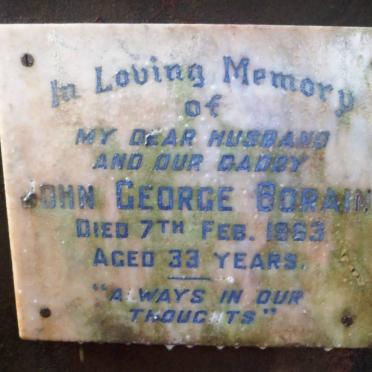 In Loving Memory
of
MY DEAR HUSBAND
AND OUR DADDY
JOHN GEORGE BORAIN
DIED 7TH FEB. 1963
AGED 33 YEARS.
"ALWAYS IN OUR
THOUGHTS"